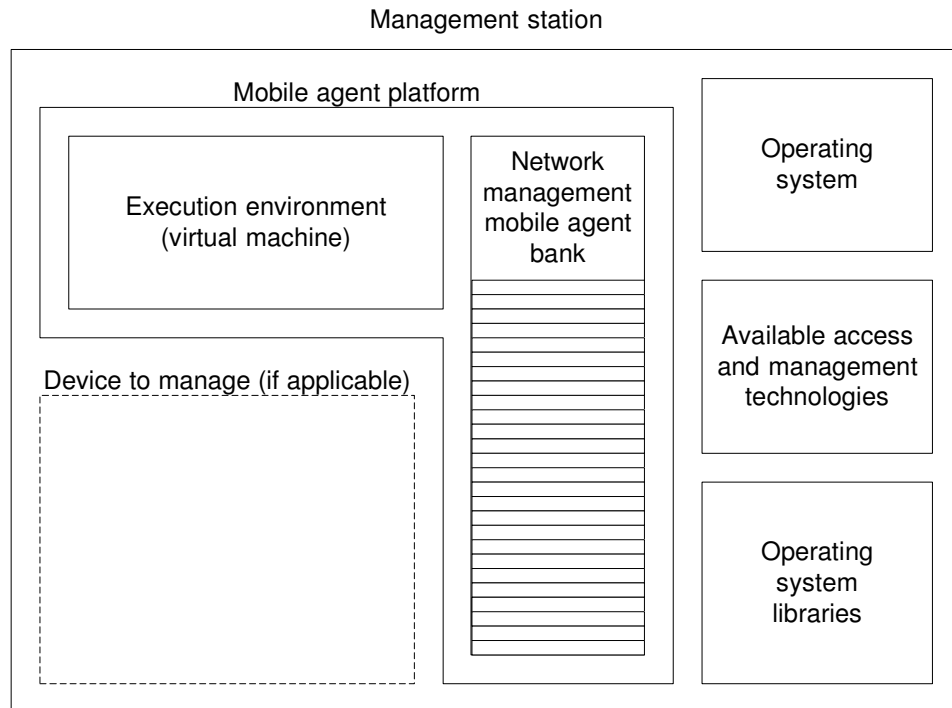 Management station
Mobile agent platform
Execution environment
(virtual machine)
Network
management
mobile agent
bank
Operating
system
Available access
and management
technologies
Device to manage (if applicable)
Operating
system
libraries